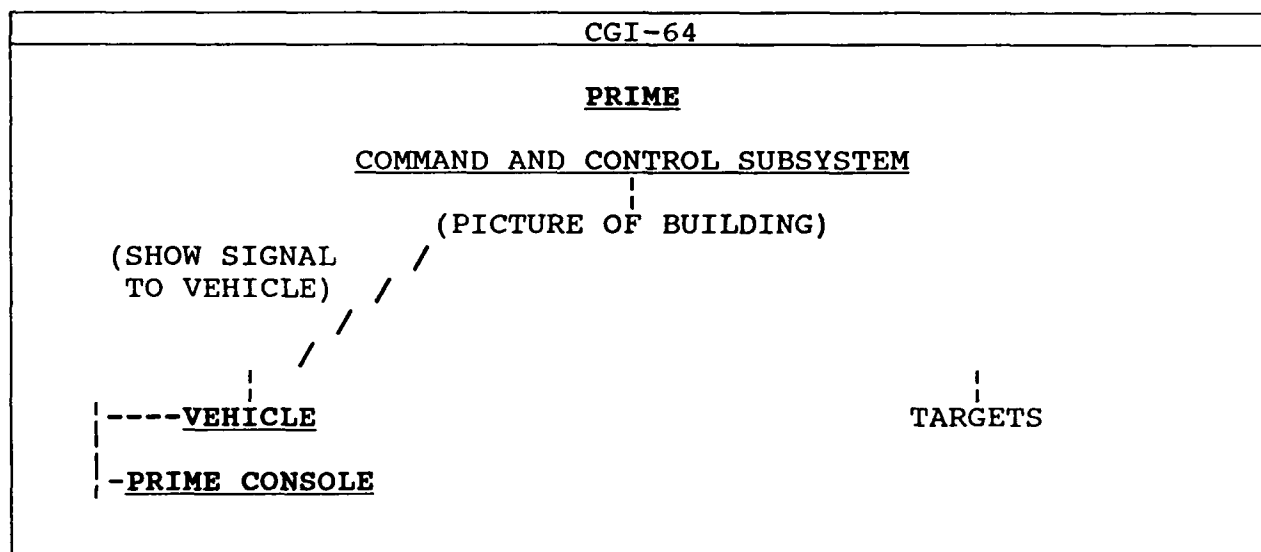 CGI-64
PRIME
COMMAND AND CONTROL SUBSYSTEM
(PICTURE OF BUILDING)
(SHOW SIGNAL
TO VEHICLE)
VEHICLE
TARGETS
PRIME CONSOLE